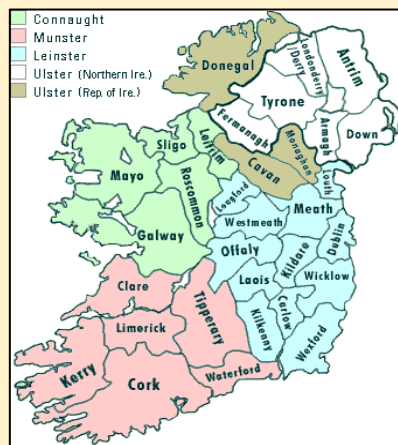 Connaught
Munster
Leinster
Ulster (Northern Ire.)
Ulster (Rep. of Ire.)
Donegal
Londonderry
/Derry
Antrim
Tyrone
Fermanagh
Armagh
Down
Monaghan
Cavan
Sligo
Leitrim
Mayo
Roscommon
Longford
Louth
Meath
Westmeath
Galway
Offaly
Dublin
Kildare
Laois
Wicklow
Clare
Tipperary
Carlow
Kilkenny
Limerick
Wexford
Kerry
Cork
Waterford